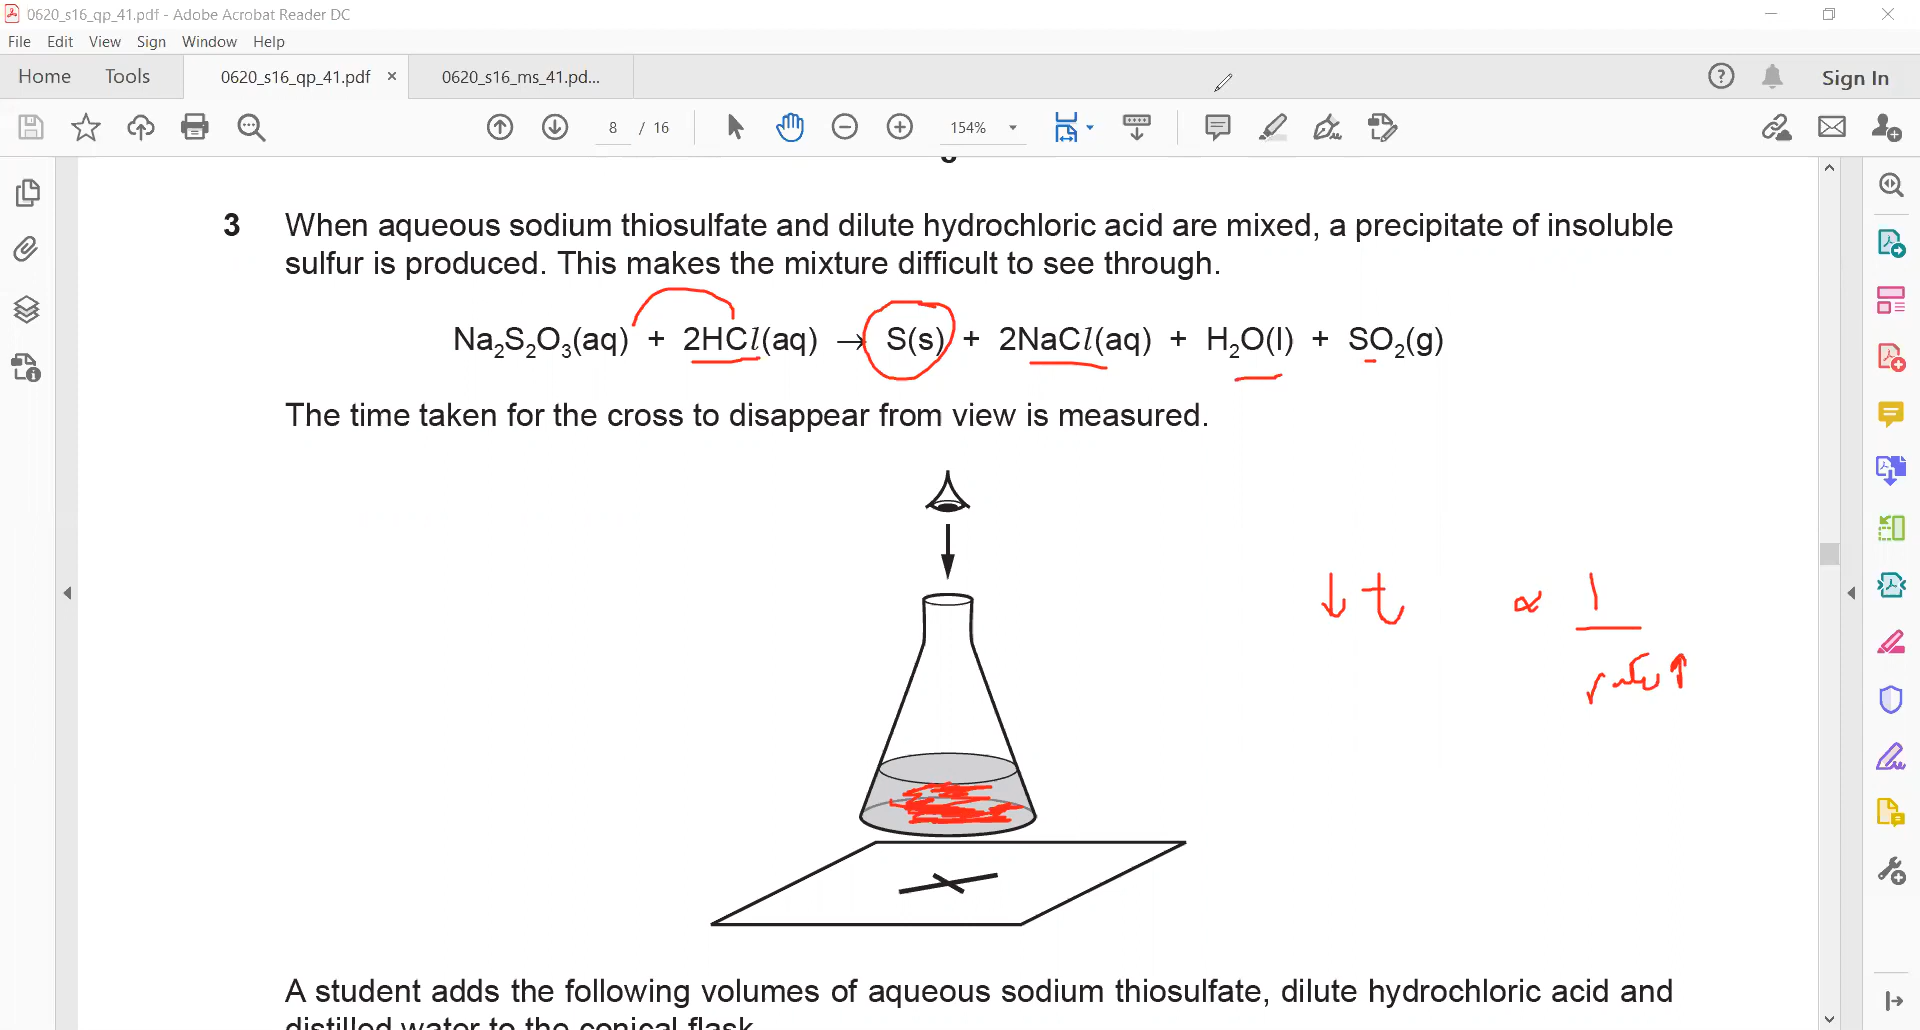 0620_s16_qp_41.pdf - Adobe Acrobat Reader DC
File Edit View Sign Window Help
Home Tools 0620_s16_qp_41.pdf × 0620_s16_ms_41.pd... Sign In
8 / 16 154%
3 When aqueous sodium thiosulfate and dilute hydrochloric acid are mixed, a precipitate of insoluble
sulfur is produced. This makes the mixture difficult to see through.
Na₂S₂O₃(aq) + 2HCl(aq) → S(s) + 2NaCl(aq) + H₂O(l) + SO₂(g)
The time taken for the cross to disappear from view is measured.
↓ t ∝ 1
rate ↑
A student adds the following volumes of aqueous sodium thiosulfate, dilute hydrochloric acid and
distilled water to the conical flask